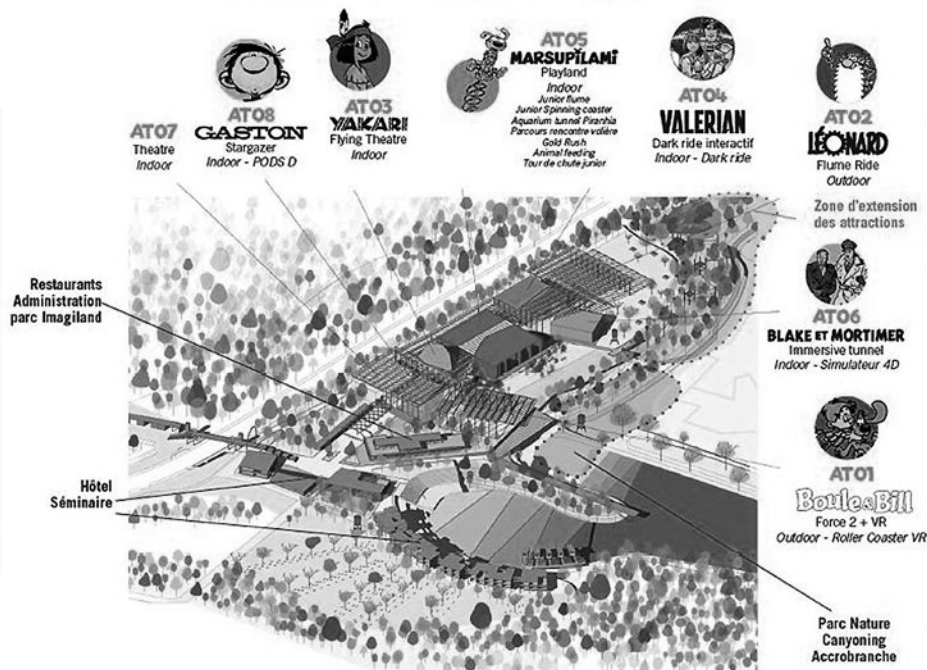 AT07
Theatre
Indoor
AT08
GASTON
Stargazer
Indoor - PODS D
AT03
YAKARI
Flying Theatre
Indoor
AT05
MARSUPILAMI
Playland
Indoor
Junior flume
Junior Spinning coaster
Aquarium tunnel Piranhia
Parcours rencontre volière
Gold Rush
Animal feeding
Tour de chute junior
AT04
VALERIAN
Dark ride interactif
Indoor - Dark ride
AT02
LÉONARD
Flume Ride
Outdoor
Zone d'extension
des attractions
AT06
BLAKE ET MORTIMER
Immersive tunnel
Indoor - Simulateur 4D
AT01
Boule & Bill
Force 2 + VR
Outdoor - Roller Coaster VR
Restaurants
Administration
parc Imagiland
Hôtel
Séminaire
Parc Nature
Canyoning
Accrobranche